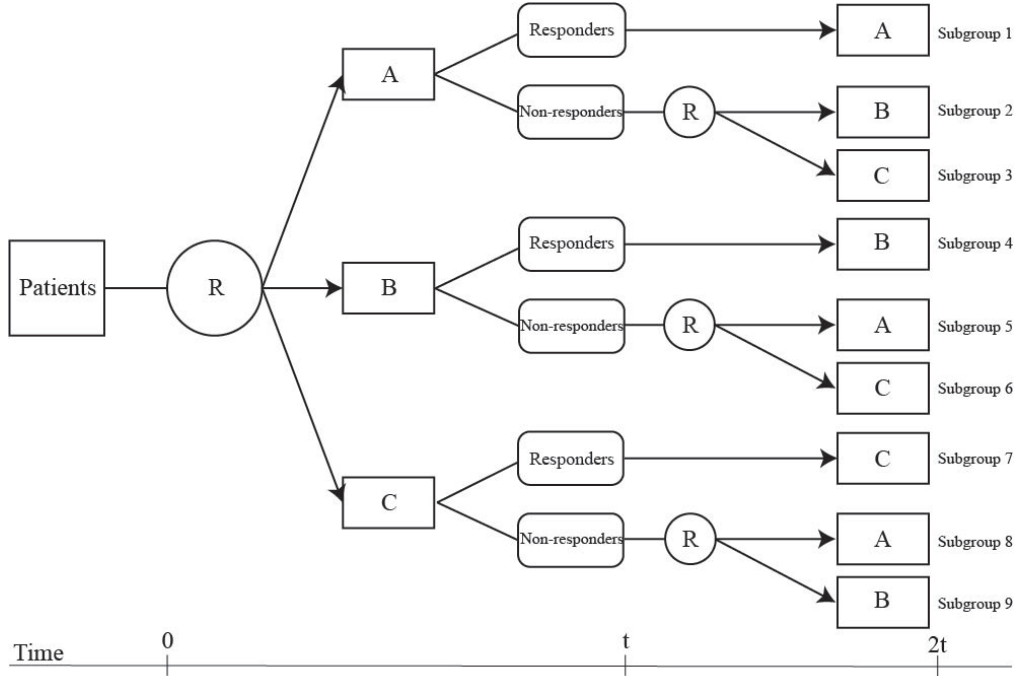 Responders
A
Subgroup 1
A
Non-responders
R
B
Subgroup 2
C
Subgroup 3
Patients
R
Responders
B
Subgroup 4
B
Non-responders
R
A
Subgroup 5
C
Subgroup 6
Responders
C
Subgroup 7
C
Non-responders
R
A
Subgroup 8
B
Subgroup 9
Time
0
t
2t